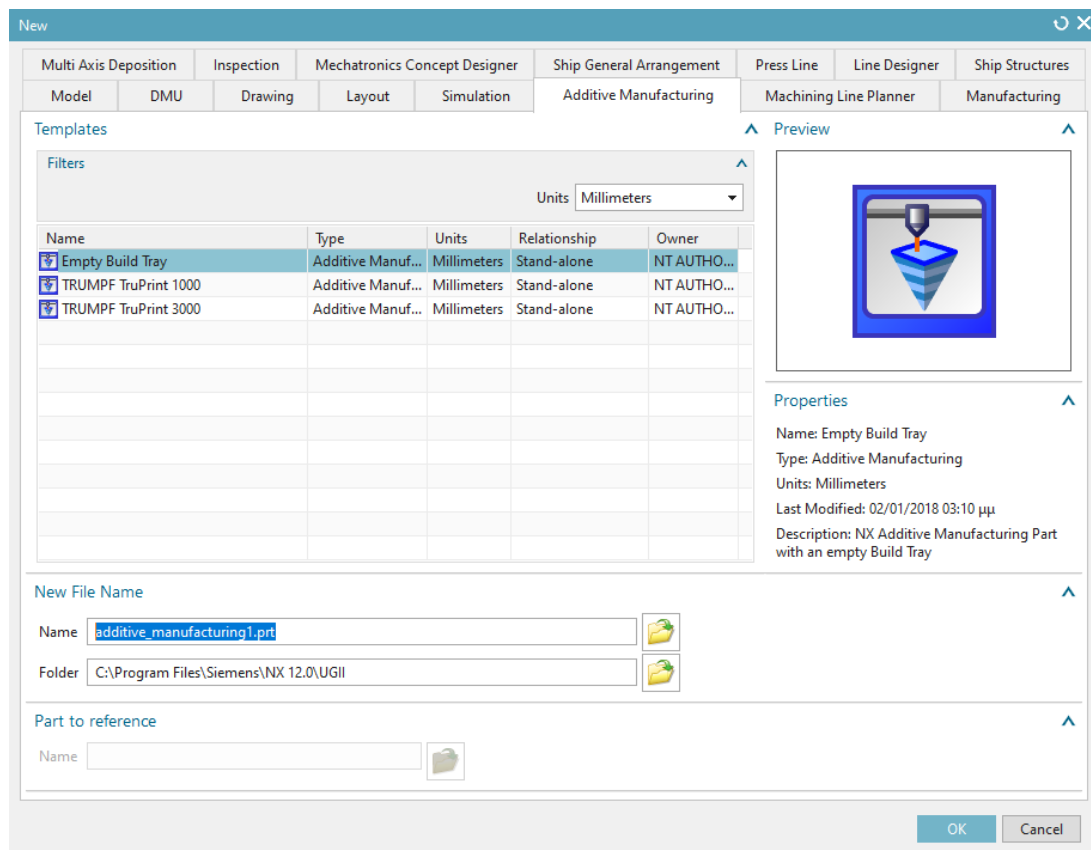 New
Multi Axis Deposition Inspection Mechatronics Concept Designer Ship General Arrangement Press Line Line Designer Ship Structures
Model DMU Drawing Layout Simulation Additive Manufacturing Machining Line Planner Manufacturing
Templates
Filters
Units Millimeters
Name Type Units Relationship Owner
Empty Build Tray Additive Manuf... Millimeters Stand-alone NT AUTHO...
TRUMPF TruPrint 1000 Additive Manuf... Millimeters Stand-alone NT AUTHO...
TRUMPF TruPrint 3000 Additive Manuf... Millimeters Stand-alone NT AUTHO...
Preview
Properties
Name: Empty Build Tray
Type: Additive Manufacturing
Units: Millimeters
Last Modified: 02/01/2018 03:10 μμ
Description: NX Additive Manufacturing Part
with an empty Build Tray
New File Name
Name additive_manufacturing1.prt
Folder C:\Program Files\Siemens\NX 12.0\UGII
Part to reference
Name
OK Cancel